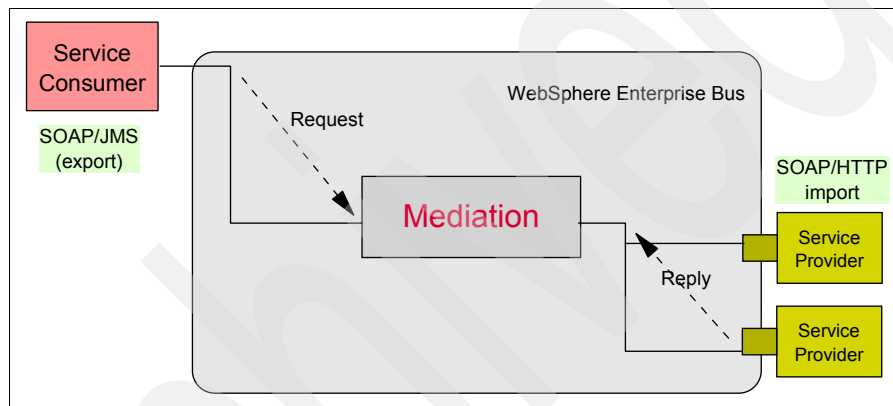 Service
Consumer
SOAP/JMS
(export)
Request
WebSphere Enterprise Bus
Mediation
SOAP/HTTP
import
Service
Provider
Reply
Service
Provider